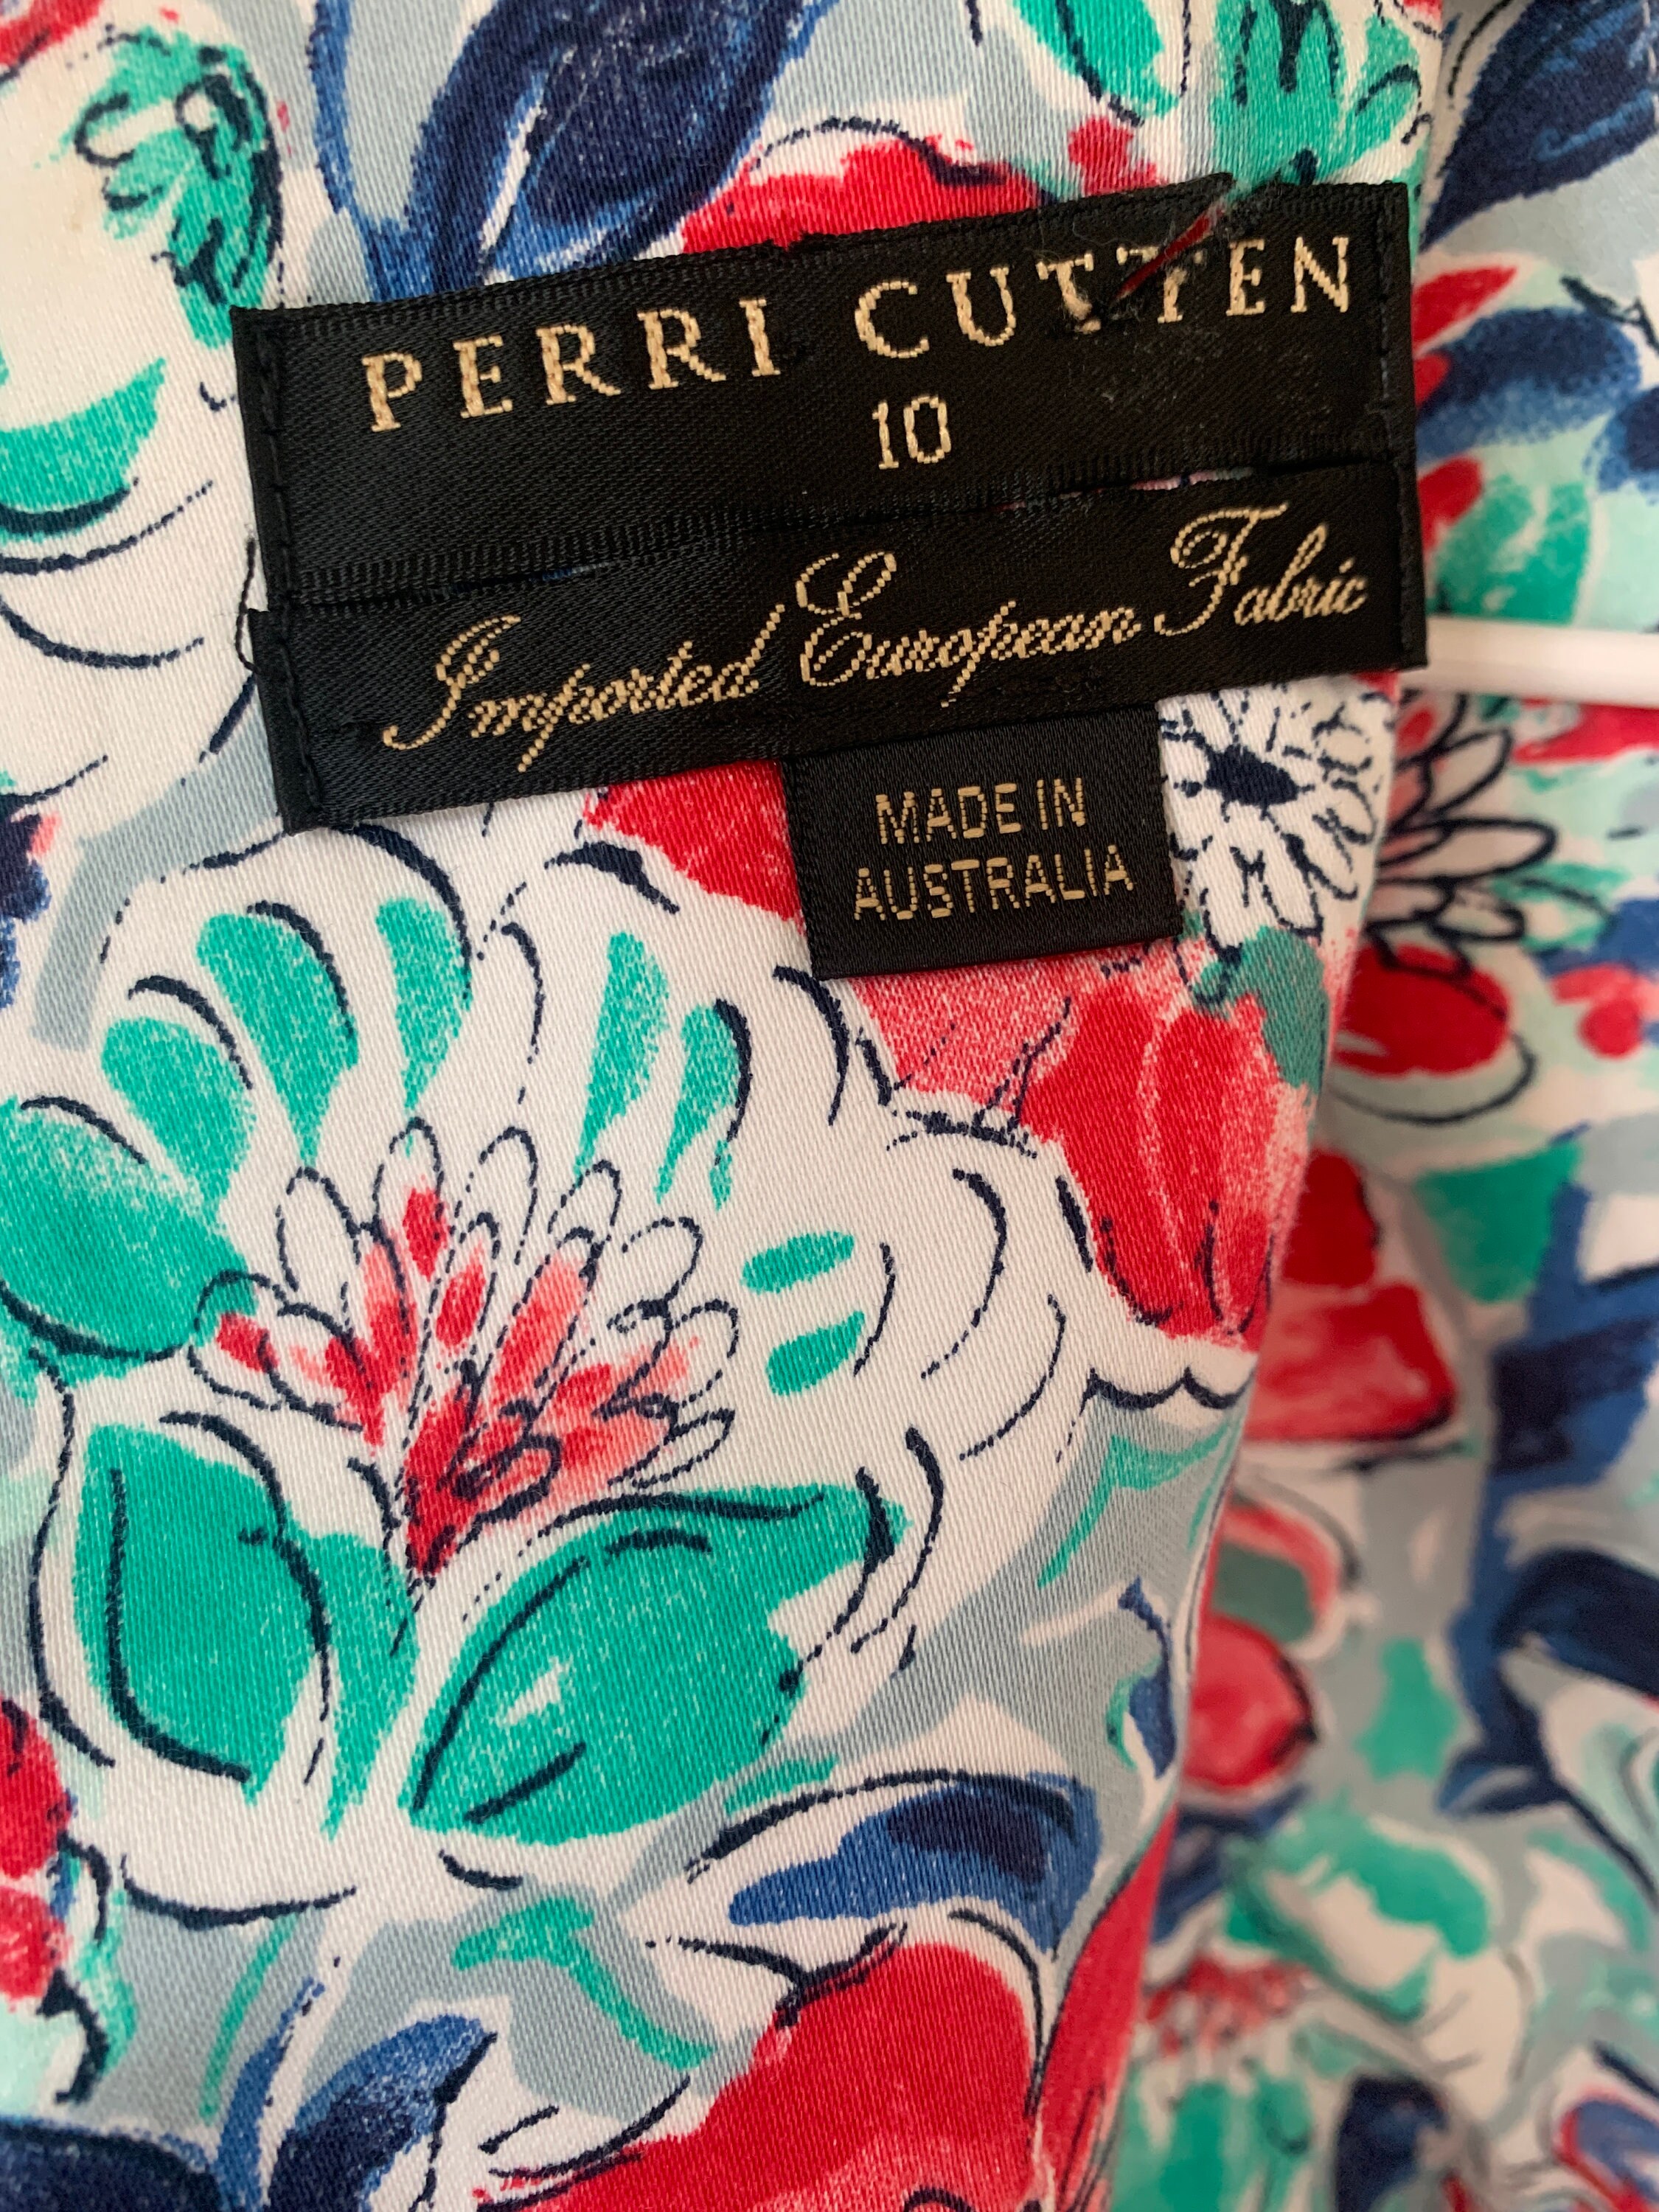 PERRI CUTTEN
10
Imported European Fabric
MADE IN
AUSTRALIA